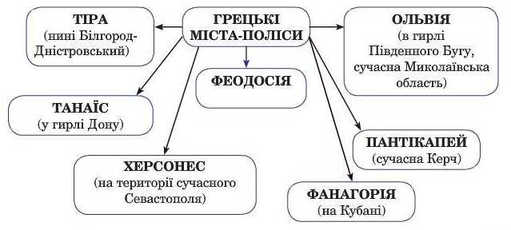 ТІРА
(нині Білгород-
Дністровський)
ГРЕЦЬКІ
МІСТА-ПОЛІСИ
ОЛЬВІЯ
(в гирлі
Південного Бугу,
сучасна Миколаївська
область)
ФЕОДОСІЯ
ТАНАЇС
(у гирлі Дону)
ПАНТІКАПЕЙ
(сучасна Керч)
ХЕРСОНЕС
(на території сучасного
Севастополя)
ФАНАГОРІЯ
(на Кубані)